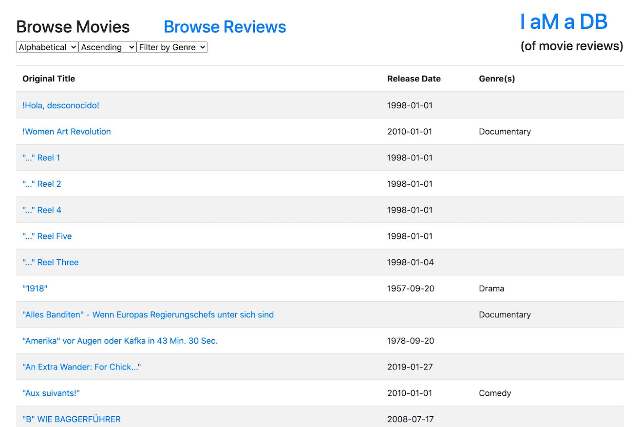 Browse Movies Browse Reviews I aM a DB
Alphabetical Ascending Filter by Genre (of movie reviews)
Original Title Release Date Genre(s)
!Hola, desconocido! 1998-01-01
!Women Art Revolution 2010-01-01 Documentary
"..." Reel 1 1998-01-01
"..." Reel 2 1998-01-01
"..." Reel 4 1998-01-01
"..." Reel Five 1998-01-01
"..." Reel Three 1998-01-04
"1918" 1957-09-20 Drama
"Alles Banditen" - Wenn Europas Regierungschefs unter sich sind Documentary
"Amerika" vor Augen oder Kafka in 43 Min. 30 Sec. 1978-09-20
"An Extra Wander: For Chick..." 2019-01-27
"Aux suivants!" 2010-01-01 Comedy
"B" WIE BAGGERFÜHRER 2008-07-17